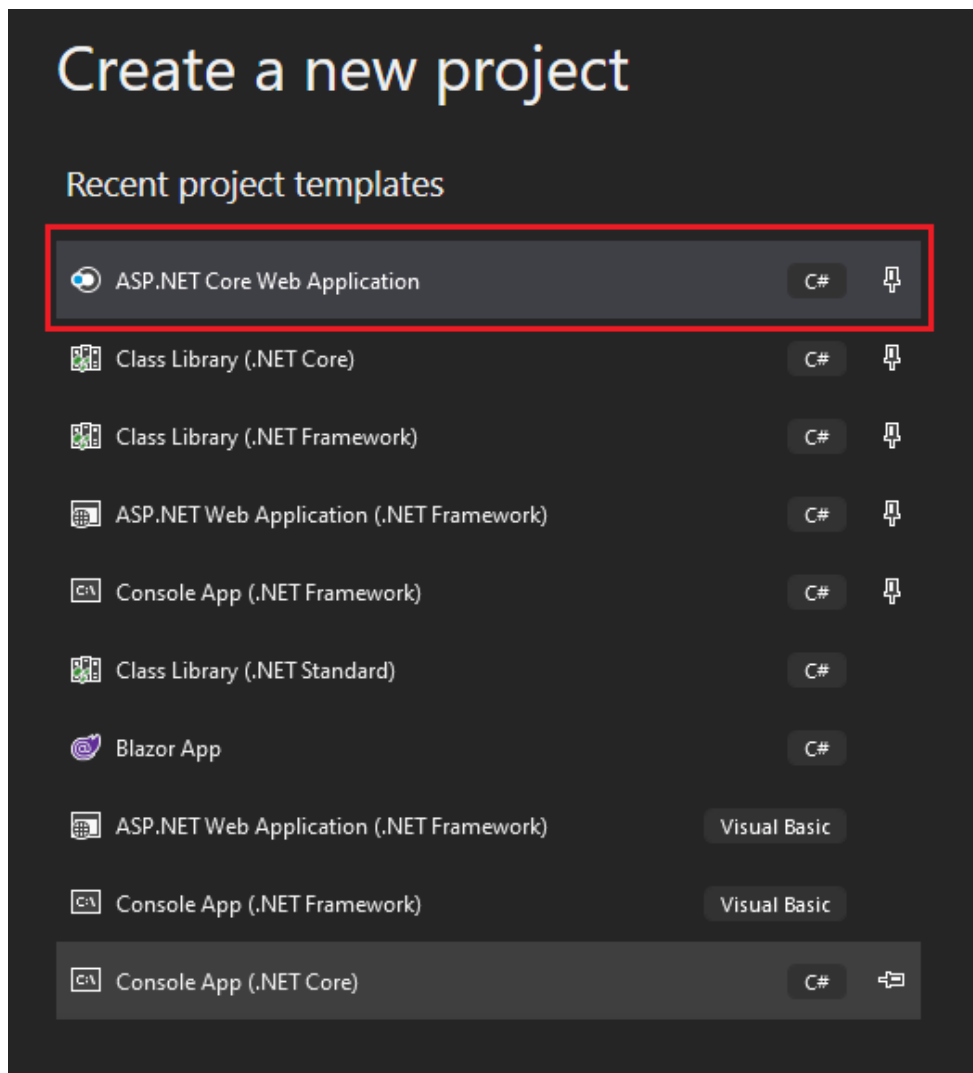 Create a new project
Recent project templates
ASP.NET Core Web Application C#
Class Library (.NET Core) C#
Class Library (.NET Framework) C#
ASP.NET Web Application (.NET Framework) C#
Console App (.NET Framework) C#
Class Library (.NET Standard) C#
Blazor App C#
ASP.NET Web Application (.NET Framework) Visual Basic
Console App (.NET Framework) Visual Basic
Console App (.NET Core) C#